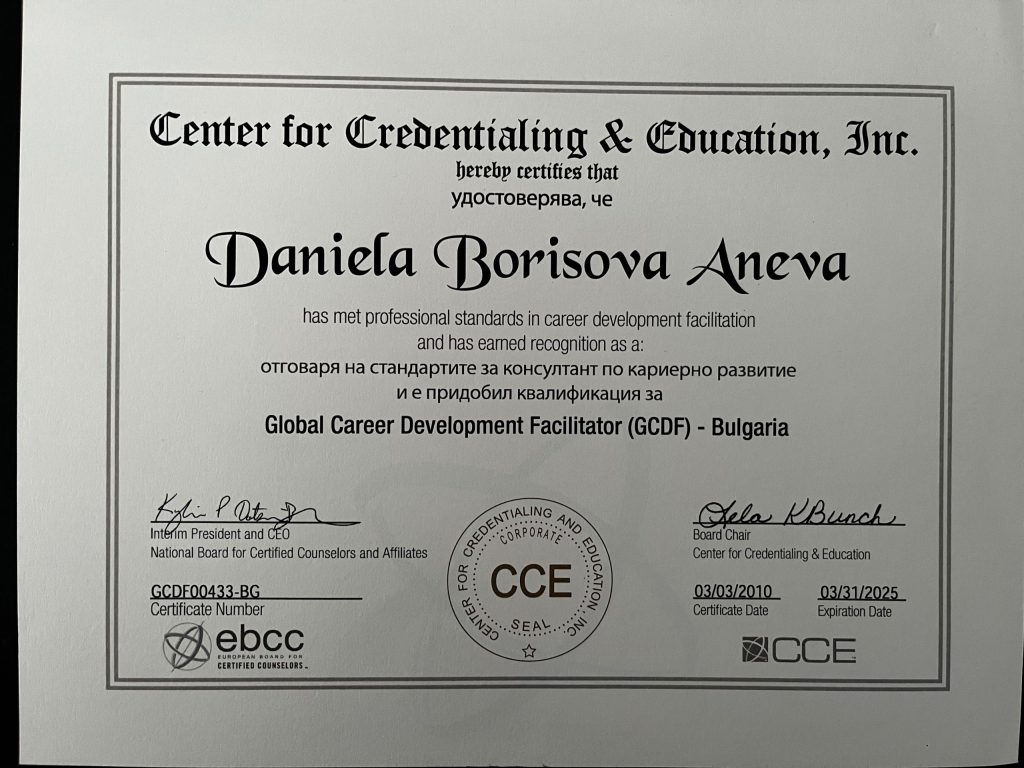 Center for Credentialing & Education, Inc.
hereby certifies that
удостоверява, че
Daniela Borisova Aneva
has met professional standards in career development facilitation
and has earned recognition as a:
отговаря на стандартите за консултант по кариерно развитие
и е придобил квалификация за
Global Career Development Facilitator (GCDF) - Bulgaria
Interim President and CEO
National Board for Certified Counselors and Affiliates
GCDF00433-BG
Certificate Number
ebcc
EUROPEAN BOARD FOR
CERTIFIED COUNSELORS
CENTER FOR CREDENTIALING AND EDUCATION INC
CORPORATE
CCE
SEAL
K Bunch
Board Chair
Center for Credentialing & Education
03/03/2010 03/31/2025
Certificate Date Expiration Date
CCE